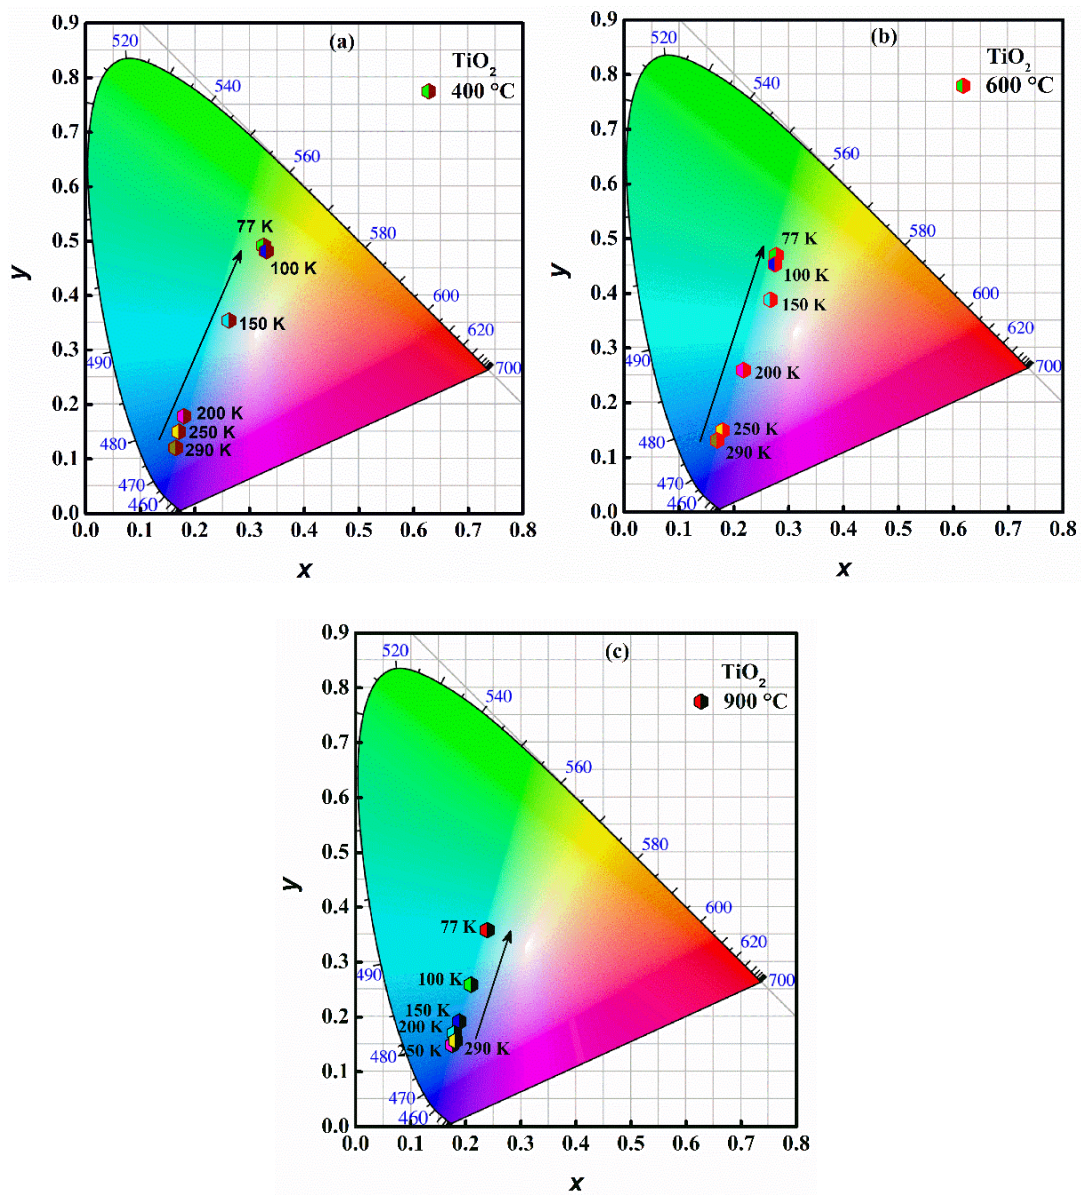 (a)
TiO2
400 °C
0.9
0.8
0.7
0.6
0.5
0.4
0.3
0.2
0.1
0.0
y
520
540
560
580
600
620
700
490
480
470
460
77 K
100 K
150 K
200 K
250 K
290 K
0.0 0.1 0.2 0.3 0.4 0.5 0.6 0.7 0.8
x
(b)
TiO2
600 °C
0.9
0.8
0.7
0.6
0.5
0.4
0.3
0.2
0.1
0.0
y
520
540
560
580
600
620
700
490
480
470
460
77 K
100 K
150 K
200 K
250 K
290 K
0.0 0.1 0.2 0.3 0.4 0.5 0.6 0.7 0.8
x
(c)
TiO2
900 °C
0.9
0.8
0.7
0.6
0.5
0.4
0.3
0.2
0.1
0.0
y
520
540
560
580
600
620
700
490
480
470
460
77 K
100 K
150 K
200 K
250 K
290 K
0.0 0.1 0.2 0.3 0.4 0.5 0.6 0.7 0.8
x